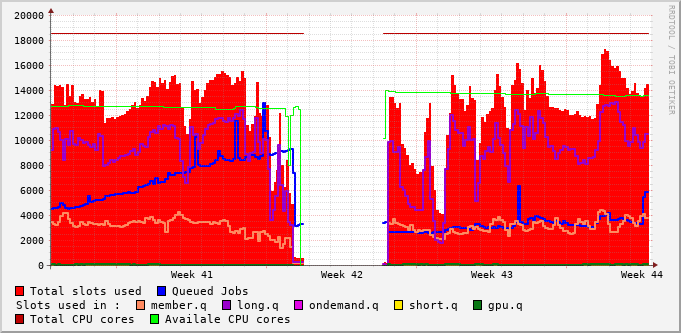 20000
18000
16000
14000
12000
10000
8000
6000
4000
2000
0
Week 41 Week 42 Week 43 Week 44
RRDTOOL / TOBI OETIKER
Total slots used Queued Jobs
Slots used in : member.q long.q ondemand.q short.q gpu.q
Total CPU cores Availale CPU cores